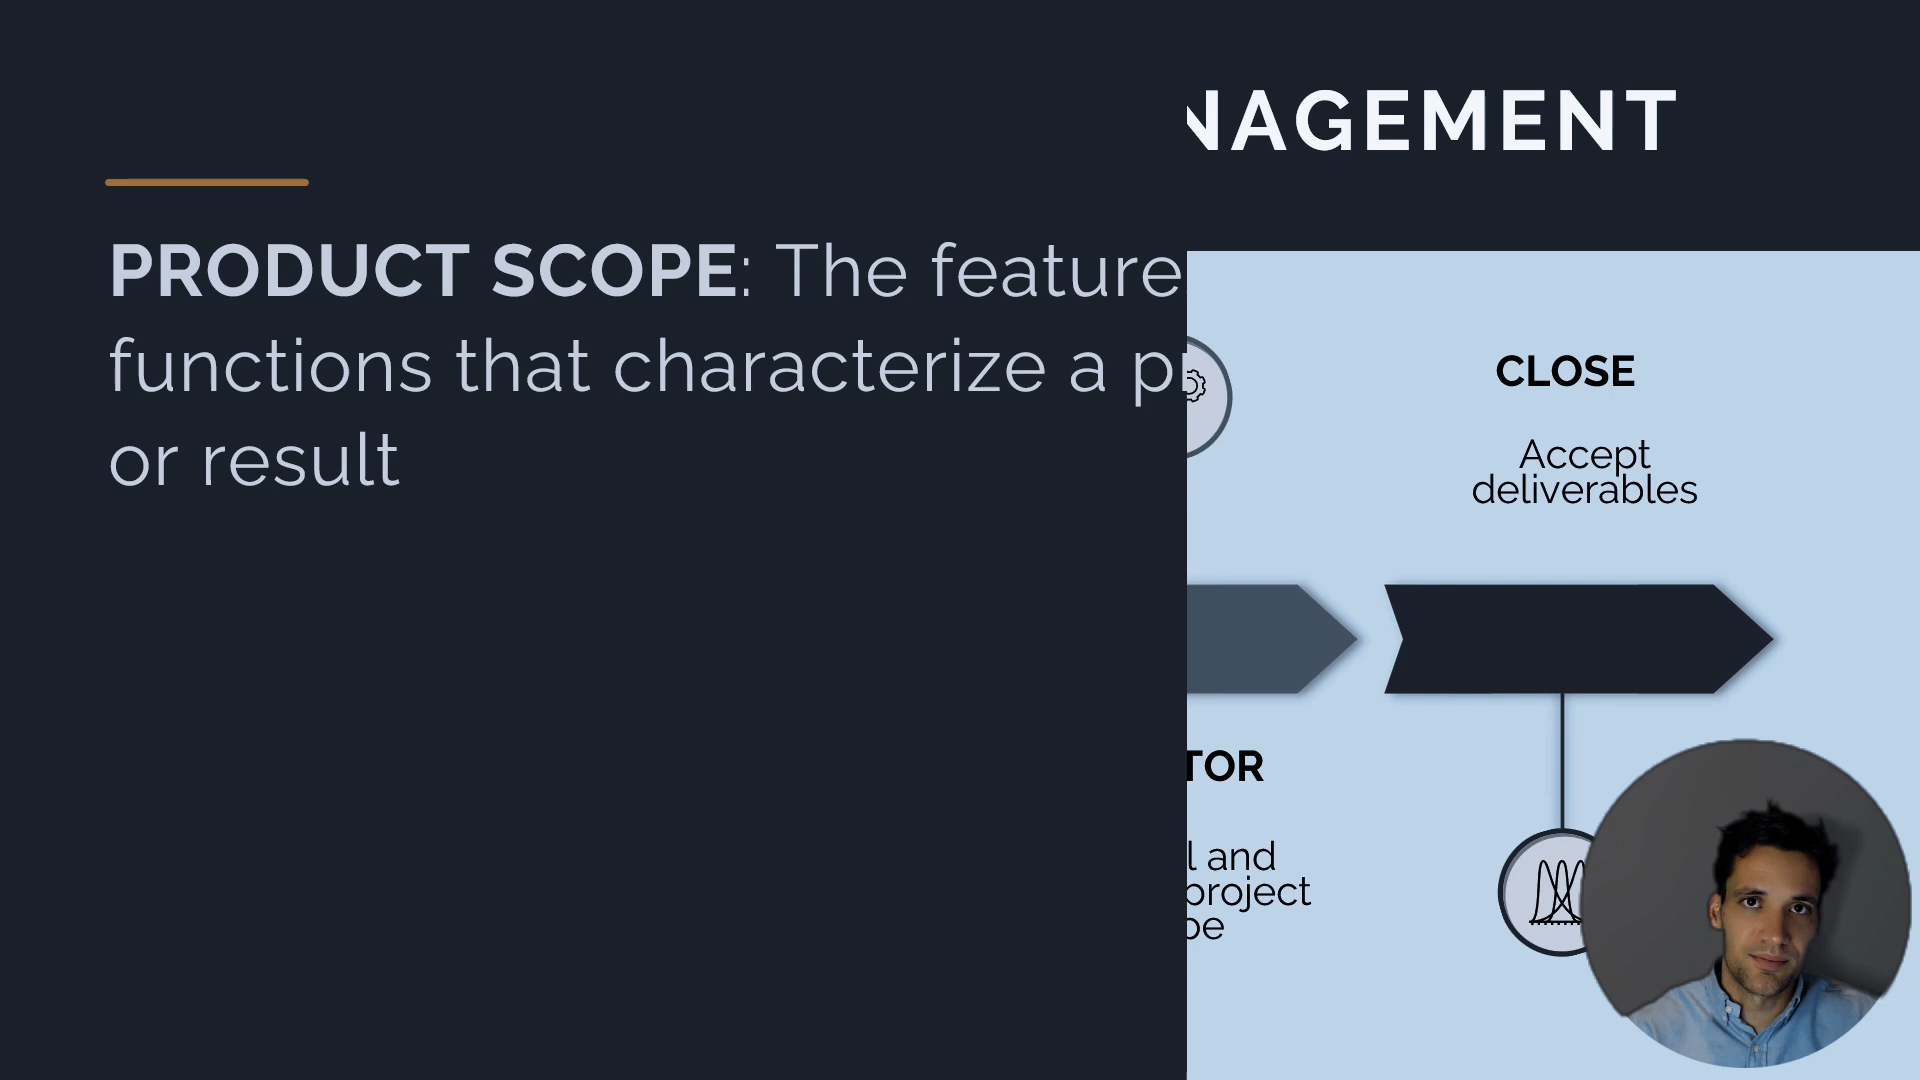 NAGEMENT
PRODUCT SCOPE: The feature
functions that characterize a
or result
CLOSE
Accept
deliverables
TOR
l and
project